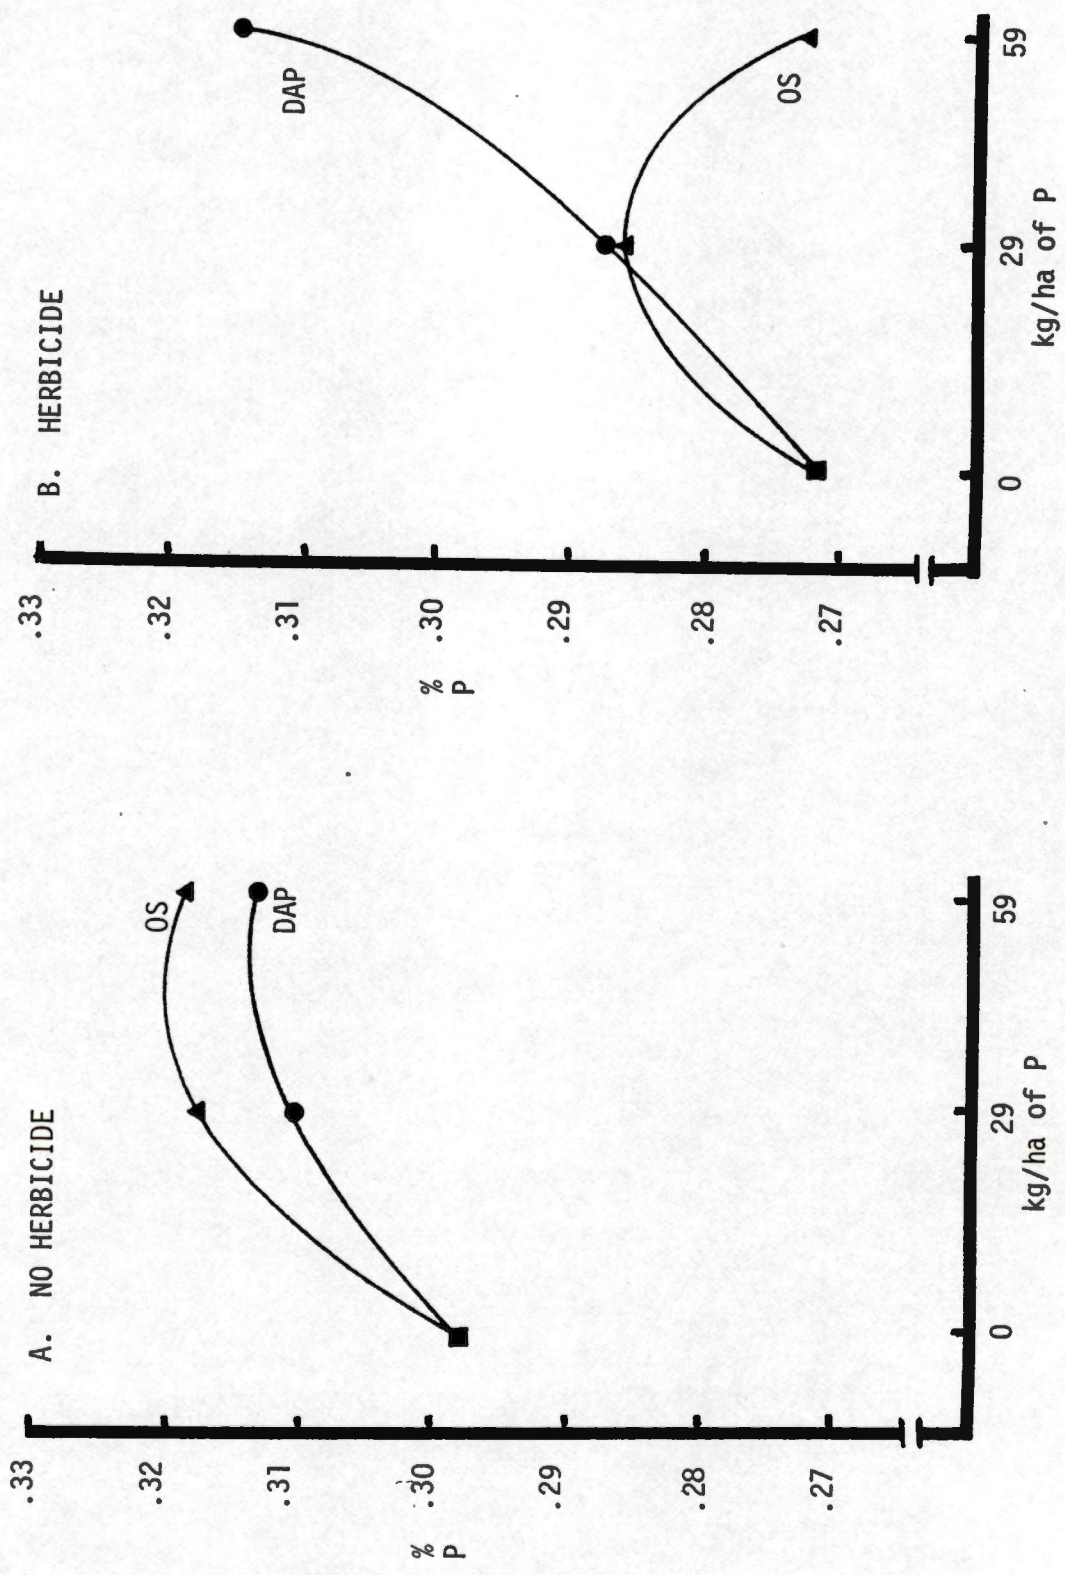 A. NO HERBICIDE
.33
.32
.31
.30
.29
.28
.27
%
P
OS
DAP
0
29
59
kg/ha of P
B. HERBICIDE
.33
.32
.31
.30
.29
.28
.27
%
P
DAP
OS
0
29
59
kg/ha of P